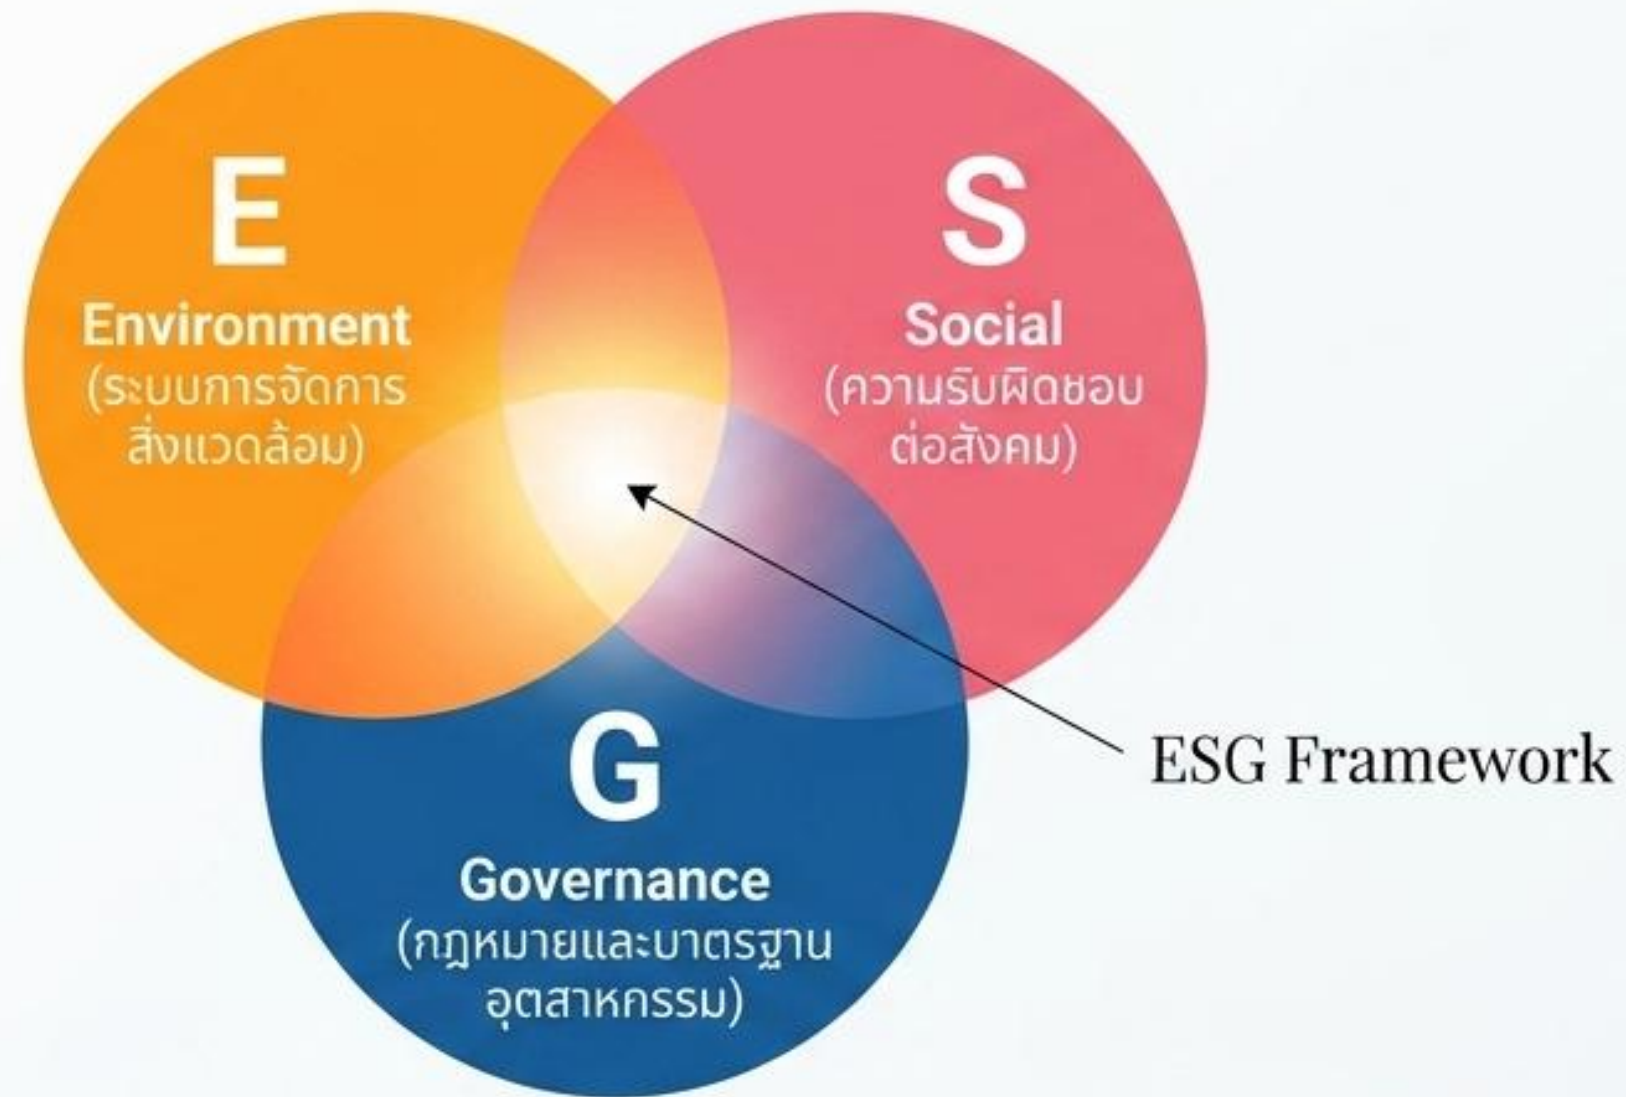 E
Environment
(ระบบการจัดการ
สิ่งแวดล้อม)
S
Social
(ความรับผิดชอบ
ต่อสังคม)
G
Governance
(กฎหมายและบาตรฐาน
อุตสาหกรรม)
ESG Framework